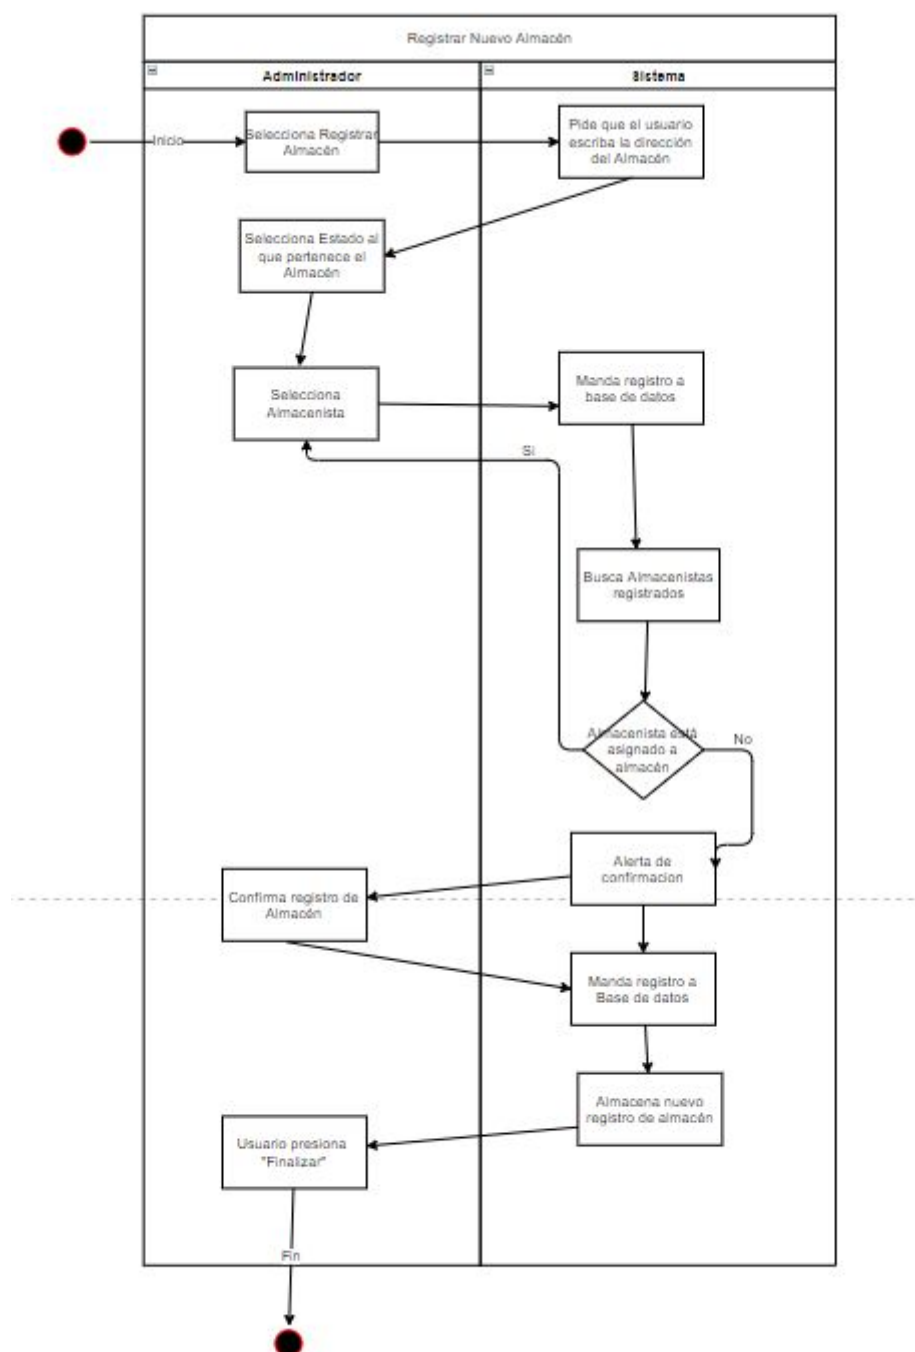 Registrar Nuevo Almacén
Administrador
Sistema
Inicio
Selecciona Registrar
Almacén
Pide que el usuario
escriba la dirección
del Almacén
Selecciona Estado al
que pertenece el
Almacén
Selecciona
Almacenista
Manda registro a
base de datos
Si
Busca Almacenistas
registrados
Almacenista está
asignado a
almacén
No
Alerta de
confirmacion
Confirma registro de
Almacén
Manda registro a
Base de datos
Almacena nuevo
registro de almacén
Usuario presiona
"Finalizar"
Fin